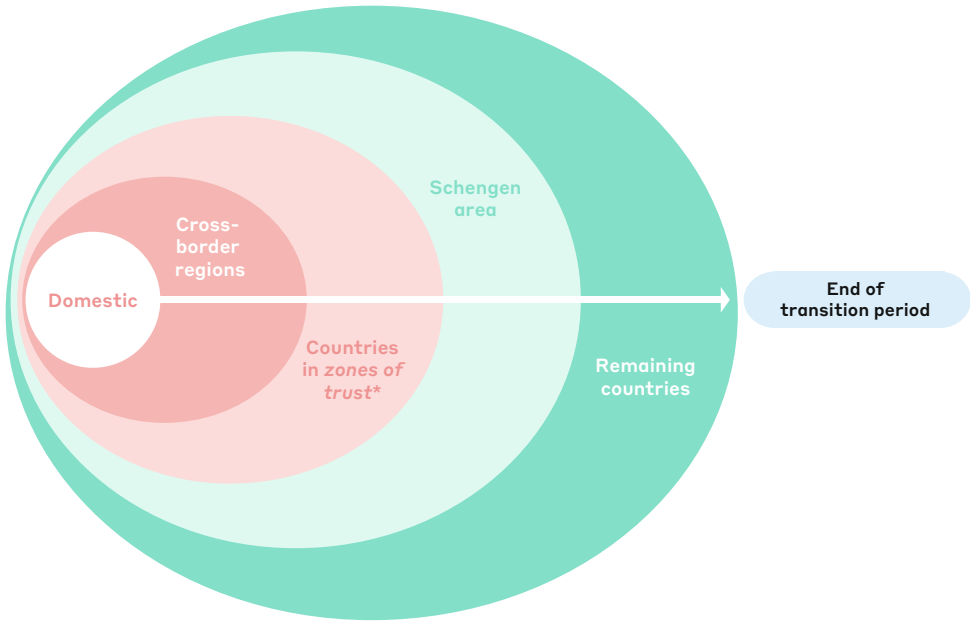 Domestic
Cross-
border
regions
Countries
in zones of
trust*
Schengen
area
Remaining
countries
End of
transition period